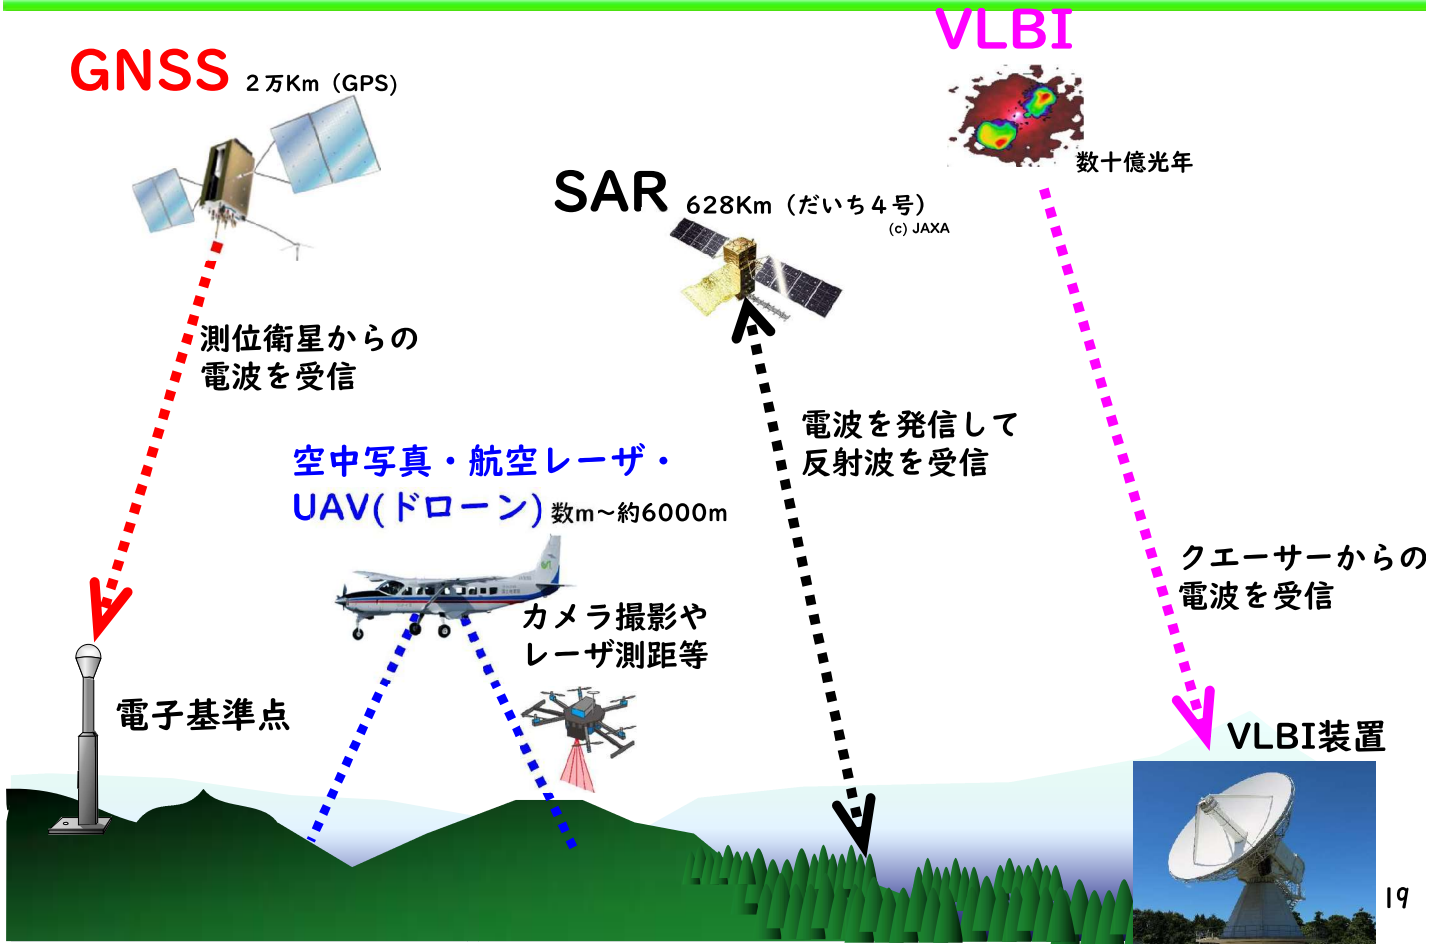 VLBI
GNSS ２万Km（GPS）
数十億光年
SAR 628Km（だいち４号）
(c) JAXA
測位衛星からの
電波を受信
電波を発信して
反射波を受信
空中写真・航空レーザ・
UAV(ドローン) 数m～約6000m
クエーサーからの
電波を受信
カメラ撮影や
レーザ測距等
電子基準点
VLBI装置
19